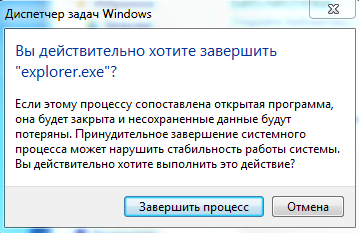 Диспетчер задач Windows
Вы действительно хотите завершить
"explorer.exe"?
Если этому процессу сопоставлена открытая программа,
она будет закрыта и несохраненные данные будут
потеряны. Принудительное завершение системного
процесса может нарушить стабильность работы системы.
Вы действительно хотите выполнить это действие?
Завершить процесс
Отмена